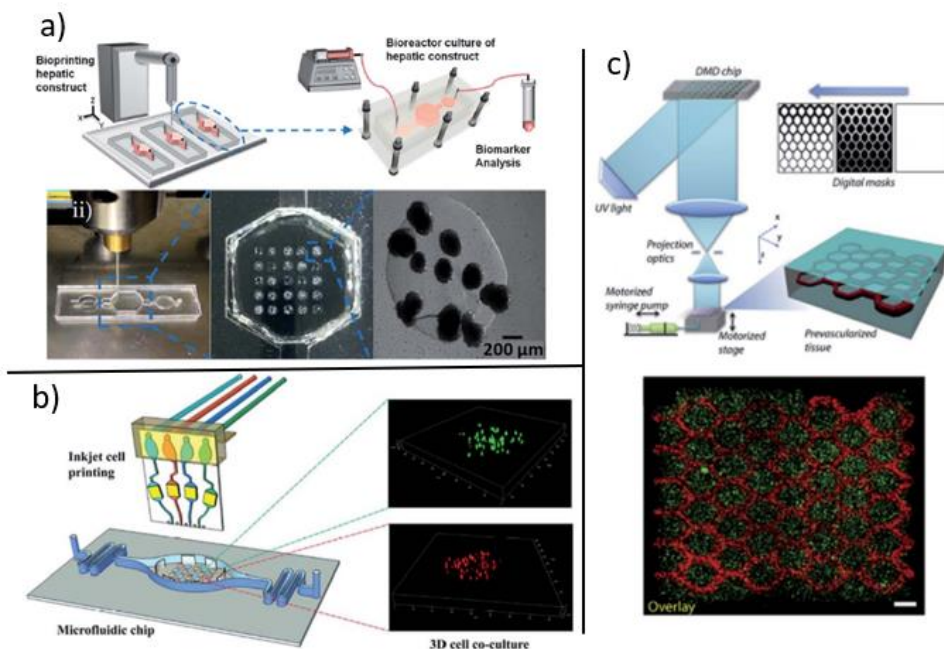 a)
Bioprinting
hepatic
construct
Z
X
Y
Bioreactor culture of
hepatic construct
Biomarker
Analysis
ii)
200 µm
b)
Inkjet cell
printing
Microfluidic chip
3D cell co-culture
c)
DMD chip
UV light
Digital masks
Projection
optics
x
y
z
Motorized
syringe pump
Motorized
stage
Prevascularized
tissue
Overlay